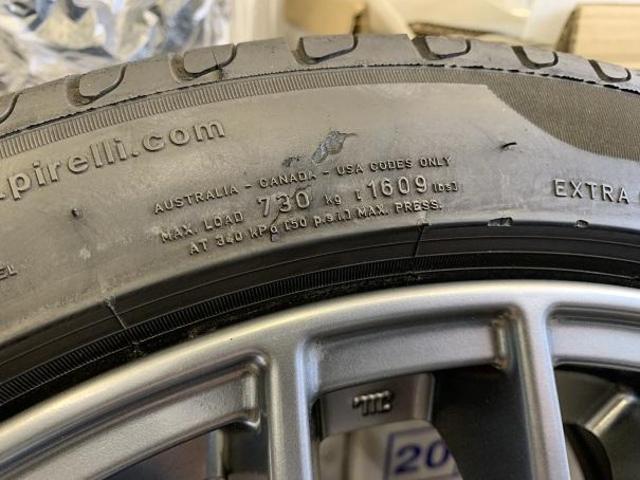 .pirelli.com
AUSTRALIA - CANADA - USA CODES ONLY
MAX. LOAD 730 kg [1609 lbs]
AT 340 kPa [50 p.s.i.] MAX. PRESS.
EXTRA
20